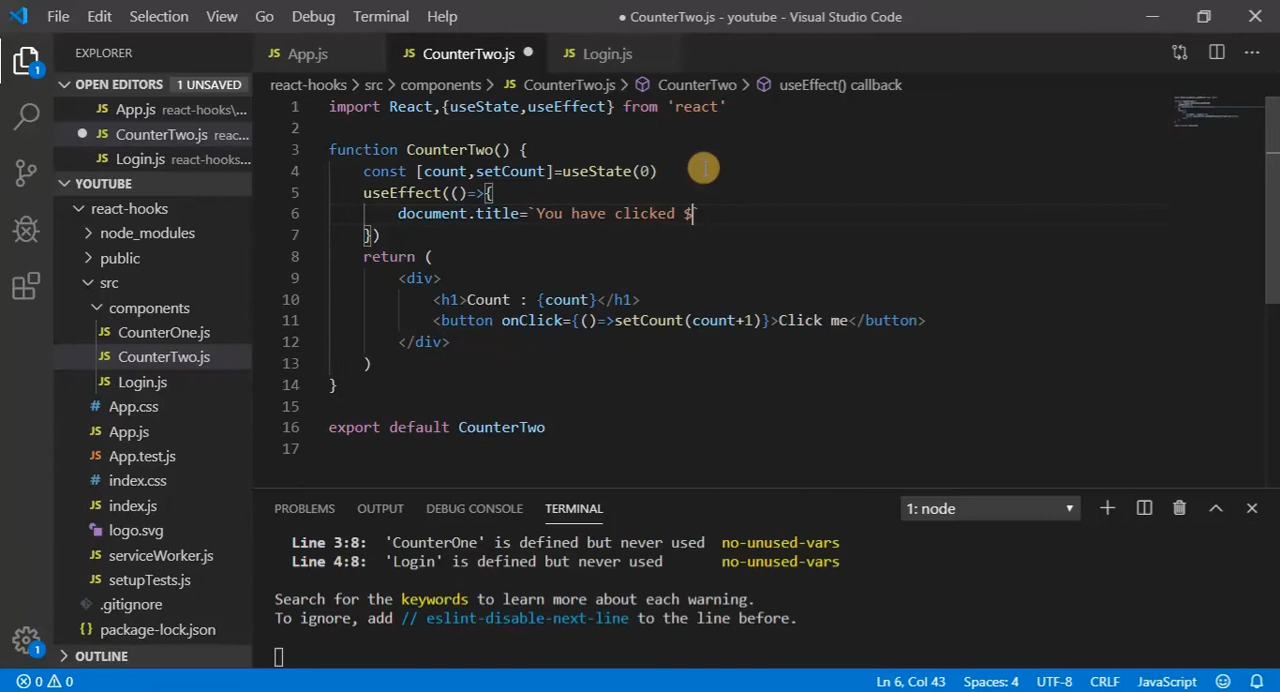 File Edit Selection View Go Debug Terminal Help ● CounterTwo.js - youtube - Visual Studio Code
EXPLORER
OPEN EDITORS 1 UNSAVED
JS App.js react-hooks\...
JS CounterTwo.js reac...
JS Login.js react-hooks...
YOUTUBE
react-hooks
node_modules
public
src
components
JS CounterOne.js
JS CounterTwo.js
JS Login.js
# App.css
JS App.js
JS App.test.js
# index.css
JS index.js
logo.svg
JS serviceWorker.js
JS setupTests.js
.gitignore
{} package-lock.json
OUTLINE
1
1
JS App.js JS CounterTwo.js ● JS Login.js
react-hooks > src > components > JS CounterTwo.js > CounterTwo > useEffect() callback
1 import React,{useState,useEffect} from 'react'
2
3 function CounterTwo() {
4 const [count,setCount]=useState(0)
5 useEffect(()=>{
6 document.title=`You have clicked $`
7 })
8 return (
9 <div>
10 <h1>Count : {count}</h1>
11 <button onClick={()=>setCount(count+1)}>Click me</button>
12 </div>
13 )
14 }
15
16 export default CounterTwo
17
PROBLEMS OUTPUT DEBUG CONSOLE TERMINAL 1: node
Line 3:8: 'CounterOne' is defined but never used no-unused-vars
Line 4:8: 'Login' is defined but never used no-unused-vars
Search for the keywords to learn more about each warning.
To ignore, add // eslint-disable-next-line to the line before.
0 0 Ln 6, Col 43 Spaces: 4 UTF-8 CRLF JavaScript